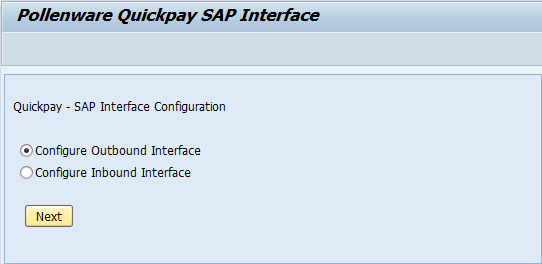 Pollenware Quickpay SAP Interface
Quickpay - SAP Interface Configuration
Configure Outbound Interface
Configure Inbound Interface
Next